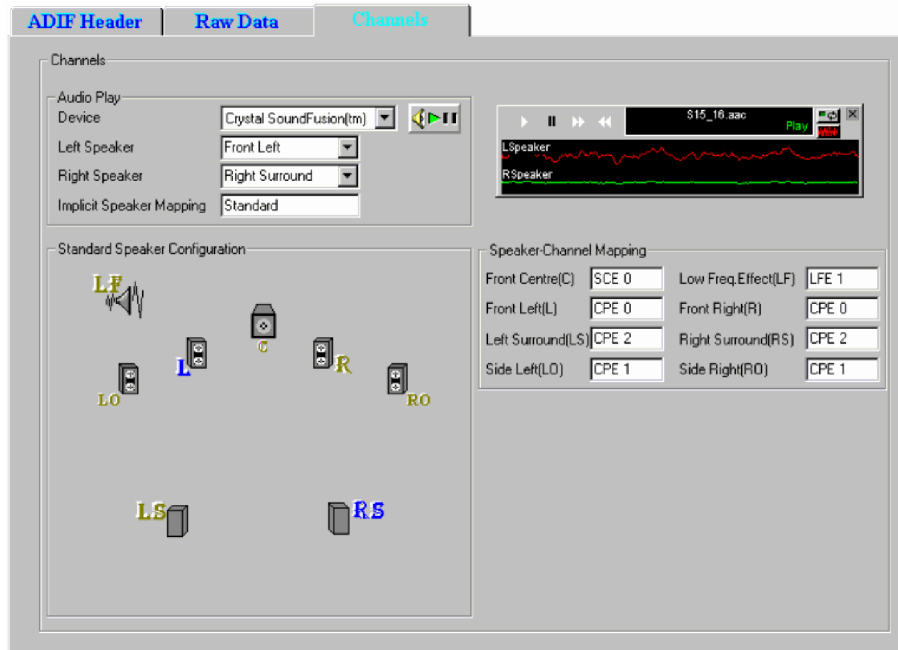 ADIF Header Raw Data Channels
Channels
Audio Play
Device Crystal SoundFusion(tm)
Left Speaker Front Left
Right Speaker Right Surround
Implicit Speaker Mapping Standard
S15_16.aac
Play
LSpeaker
RSpeaker
Standard Speaker Configuration
LF
C
L
R
LO
RO
LS
RS
Speaker-Channel Mapping
Front Centre(C) SCE 0 Low Freq.Effect(LF) LFE 1
Front Left(L) CPE 0 Front Right(R) CPE 0
Left Surround(LS) CPE 2 Right Surround(RS) CPE 2
Side Left(LO) CPE 1 Side Right(RO) CPE 1